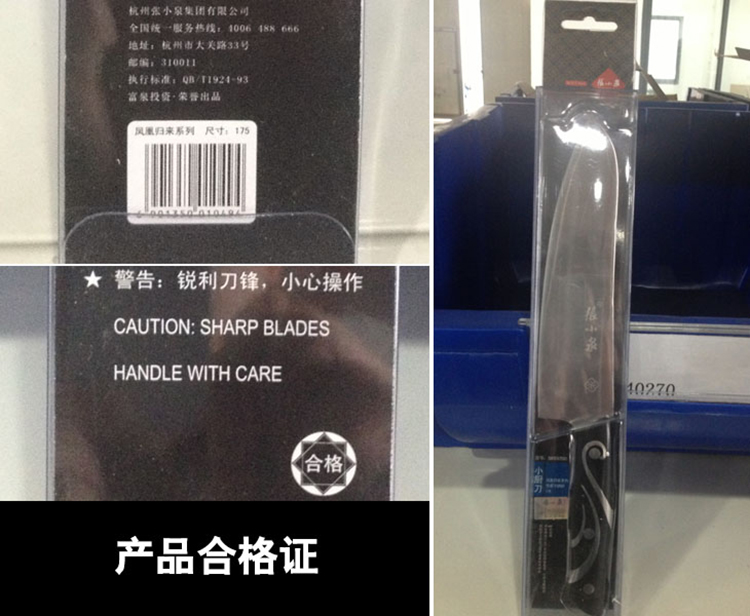 杭州张小泉集团有限公司
全国统一服务热线: 4006 488 666
地址: 杭州市大关路33号
邮编: 310011
执行标准: QB/T1924-93
富泉投资·荣誉出品
凤凰归来系列 尺寸: 175
★ 警告: 锐利刀锋, 小心操作
CAUTION: SHARP BLADES
HANDLE WITH CARE
合格
产品合格证
张小泉
张小泉
40270
小厨刀